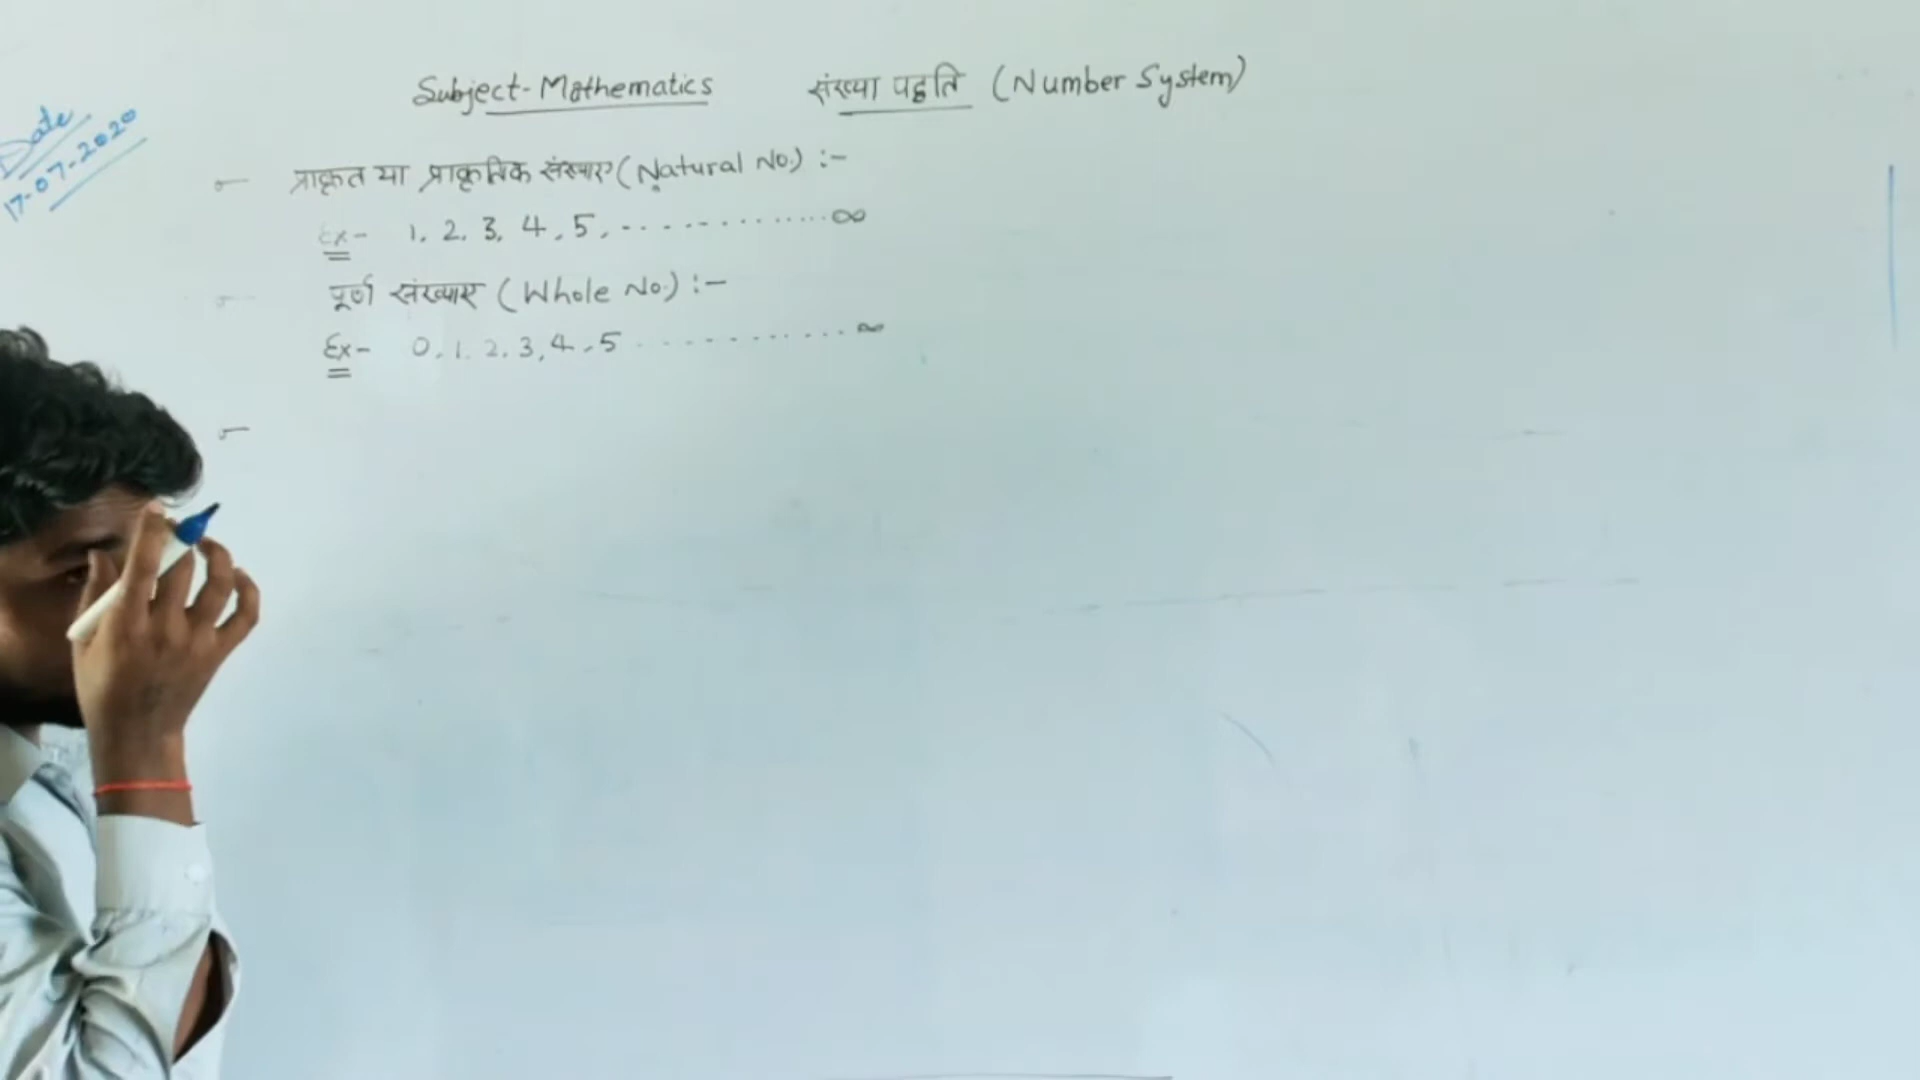 Date
17-07-2020
Subject-Mathematics संख्या पद्धति (Number System)
प्राकृत या प्राकृतिक संख्याए (Natural No.) :-
Ex- 1, 2, 3, 4, 5, - - - - - ........ ∞
पूर्ण संख्याए (Whole No.) :-
Ex- 0, 1, 2, 3, 4, 5 - - - - - ....... ∞